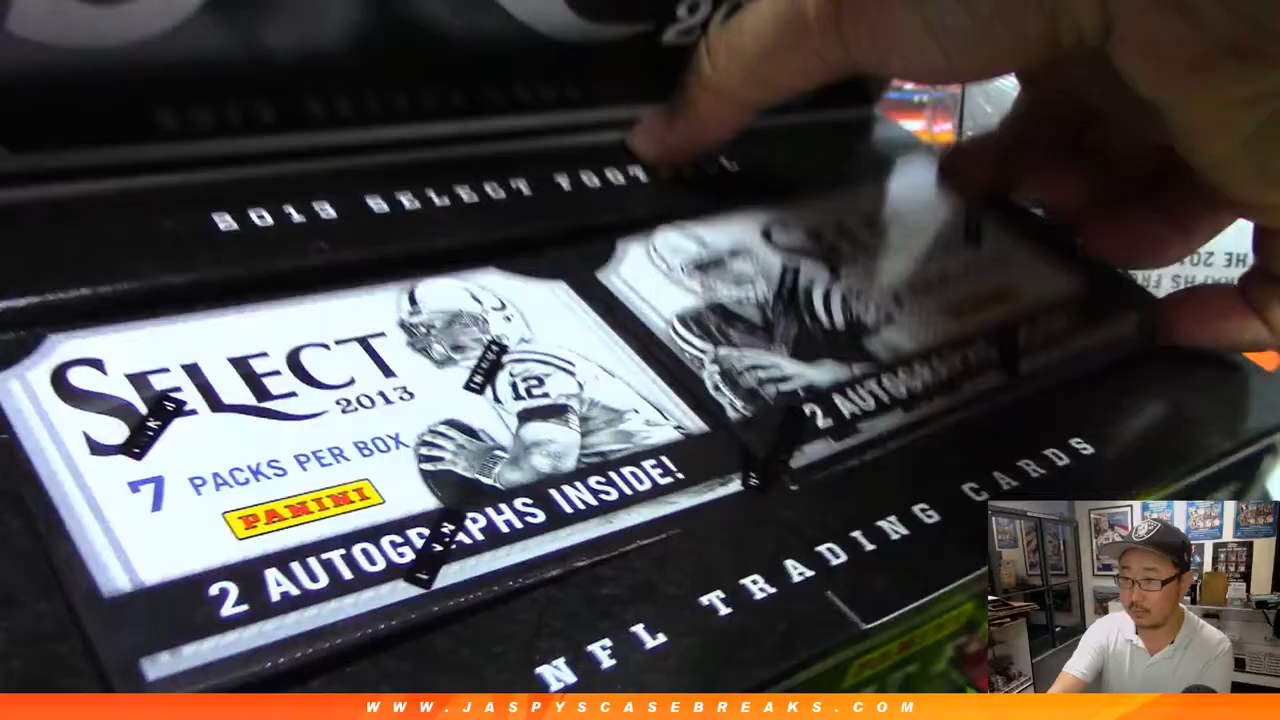 2013 SELECT FOOTBALL
SELECT
2013
7 PACKS PER BOX
PANINI
2 AUTOGRAPHS INSIDE!
12
2 AUTOGRAPHS
NFL TRADING CARDS
WWW.JASPYSCASEBREAKS.COM